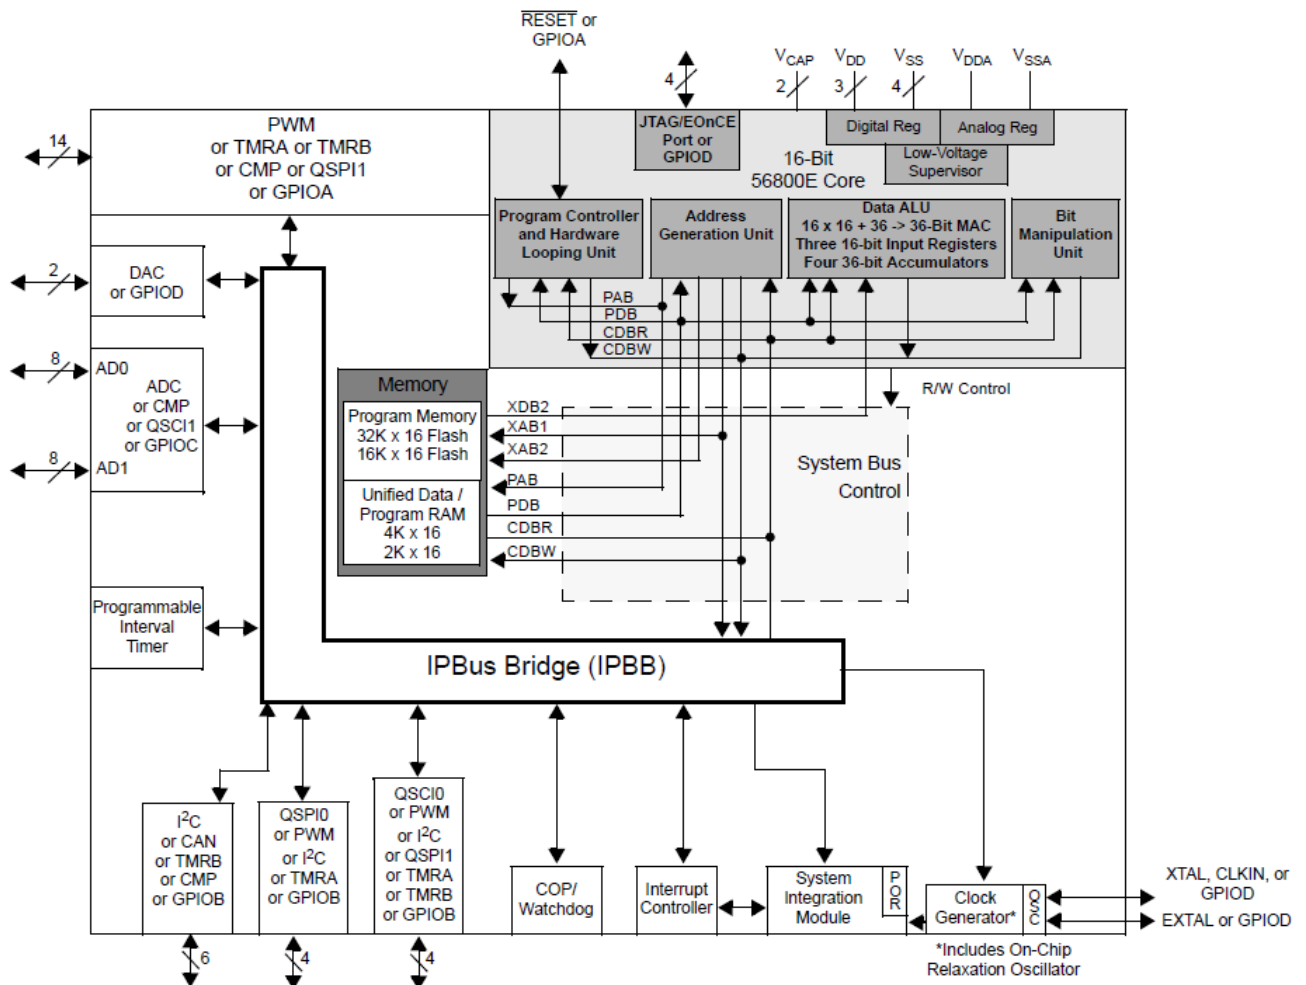 RESET or
GPIOA
4
VCAP
2
VDD
3
VSS
4
VDDA
VSSA
14
PWM
or TMRA or TMRB
or CMP or QSPI1
or GPIOA
JTAG/EOnCE
Port or
GPIOD
Digital Reg
Analog Reg
Low-Voltage
Supervisor
16-Bit
56800E Core
Program Controller
and Hardware
Looping Unit
Address
Generation Unit
Data ALU
16 x 16 + 36 -> 36-Bit MAC
Three 16-bit Input Registers
Four 36-bit Accumulators
Bit
Manipulation
Unit
2
DAC
or GPIOD
PAB
PDB
CDBR
CDBW
8
AD0
ADC
or CMP
or QSCI1
or GPIOC
8
AD1
Memory
Program Memory
32K x 16 Flash
16K x 16 Flash
Unified Data /
Program RAM
4K x 16
2K x 16
R/W Control
XDB2
XAB1
XAB2
PAB
PDB
CDBR
CDBW
System Bus
Control
Programmable
Interval
Timer
IPBus Bridge (IPBB)
I2C
or CAN
or TMRB
or CMP
or GPIOB
6
QSPI0
or PWM
or I2C
or TMRA
or GPIOB
4
QSCI0
or PWM
or I2C
or QSPI1
or TMRA
or TMRB
or GPIOB
4
COP/
Watchdog
Interrupt
Controller
System
Integration
Module
POR
Clock
Generator*
OSC
XTAL, CLKIN, or
GPIOD
EXTAL or GPIOD
*Includes On-Chip
Relaxation Oscillator